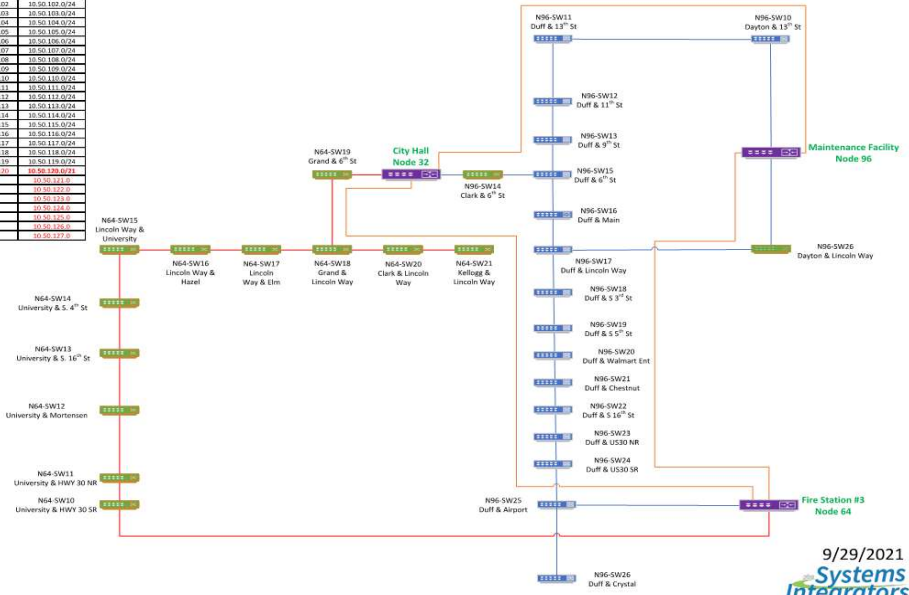 02 10.50.102.0/24
03 10.50.103.0/24
04 10.50.104.0/24
05 10.50.105.0/24
06 10.50.106.0/24
07 10.50.107.0/24
08 10.50.108.0/24
09 10.50.109.0/24
10 10.50.110.0/24
11 10.50.111.0/24
12 10.50.112.0/24
13 10.50.113.0/24
14 10.50.114.0/24
15 10.50.115.0/24
16 10.50.116.0/24
17 10.50.117.0/24
18 10.50.118.0/24
19 10.50.119.0/24
20 10.50.120.0/21
10.50.121.0
10.50.122.0
10.50.123.0
10.50.124.0
10.50.125.0
10.50.126.0
10.50.127.0
N96-SW11
Duff & 13th St
N96-SW10
Dayton & 13th St
N96-SW12
Duff & 11th St
N96-SW13
Duff & 9th St
N64-SW19
Grand & 6th St
City Hall
Node 32
N96-SW14
Clark & 6th St
N96-SW15
Duff & 6th St
Maintenance Facility
Node 96
N96-SW16
Duff & Main
N64-SW15
Lincoln Way &
University
N64-SW16
Lincoln Way &
Hazel
N64-SW17
Lincoln
Way & Elm
N64-SW18
Grand &
Lincoln Way
N64-SW20
Clark & Lincoln
Way
N64-SW21
Kellogg &
Lincoln Way
N96-SW17
Duff & Lincoln Way
N96-SW26
Dayton & Lincoln Way
N64-SW14
University & S. 4th St
N96-SW18
Duff & S 3rd St
N96-SW19
Duff & S 5th St
N64-SW13
University & S. 16th St
N96-SW20
Duff & Walmart Ent
N96-SW21
Duff & Chestnut
N64-SW12
University & Mortensen
N96-SW22
Duff & S 16th St
N96-SW23
Duff & US30 NR
N96-SW24
Duff & US30 SR
N64-SW11
University & HWY 30 NR
N64-SW10
University & HWY 30 SR
N96-SW25
Duff & Airport
Fire Station #3
Node 64
N96-SW26
Duff & Crystal
9/29/2021
Systems
Integrators